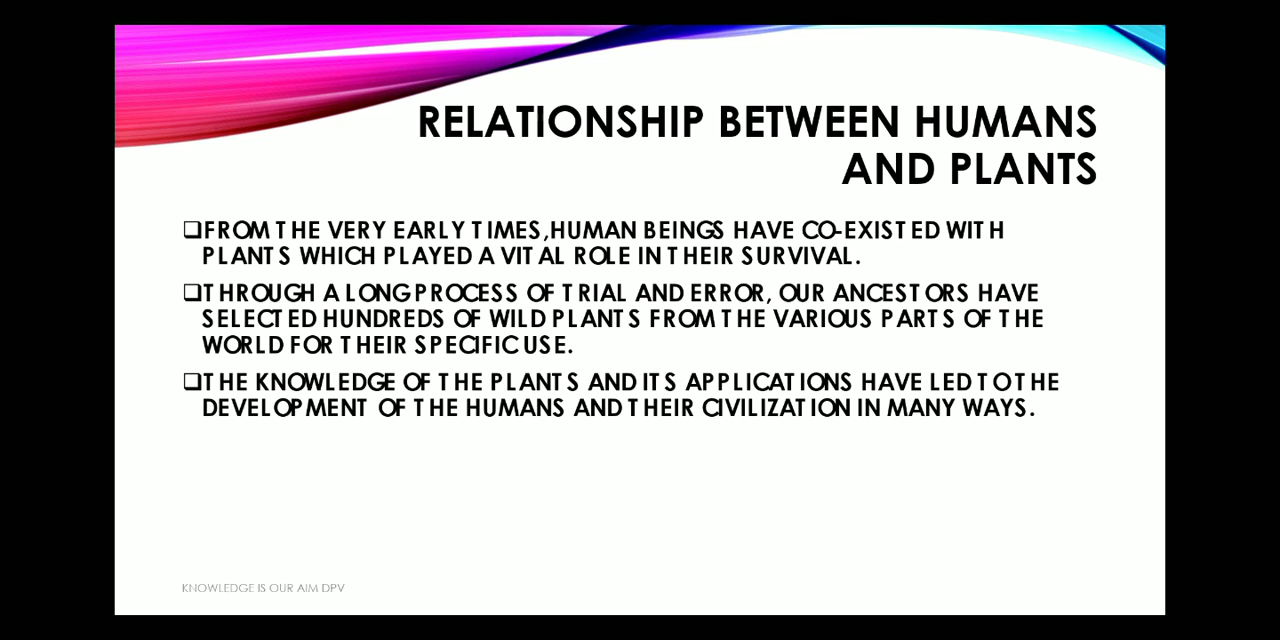 RELATIONSHIP BETWEEN HUMANS
AND PLANTS
❑FROM THE VERY EARLY TIMES,HUMAN BEINGS HAVE CO-EXISTED WITH
PLANTS WHICH PLAYED A VITAL ROLE IN THEIR SURVIVAL.
❑THROUGH A LONG PROCESS OF TRIAL AND ERROR, OUR ANCESTORS HAVE
SELECTED HUNDREDS OF WILD PLANTS FROM THE VARIOUS PARTS OF THE
WORLD FOR THEIR SPECIFIC USE.
❑THE KNOWLEDGE OF THE PLANTS AND ITS APPLICATIONS HAVE LED TO THE
DEVELOPMENT OF THE HUMANS AND THEIR CIVILIZATION IN MANY WAYS.
KNOWLEDGE IS OUR AIM DPV